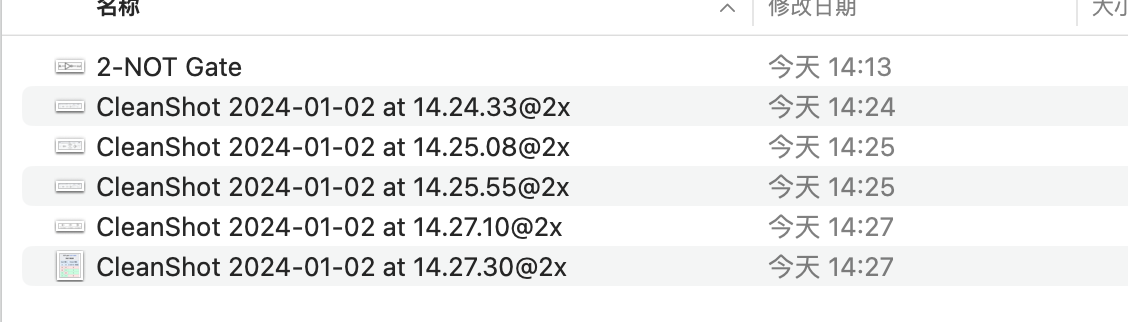 名称 修改日期 大小
2-NOT Gate 今天 14:13
CleanShot 2024-01-02 at 14.24.33@2x 今天 14:24
CleanShot 2024-01-02 at 14.25.08@2x 今天 14:25
CleanShot 2024-01-02 at 14.25.55@2x 今天 14:25
CleanShot 2024-01-02 at 14.27.10@2x 今天 14:27
CleanShot 2024-01-02 at 14.27.30@2x 今天 14:27